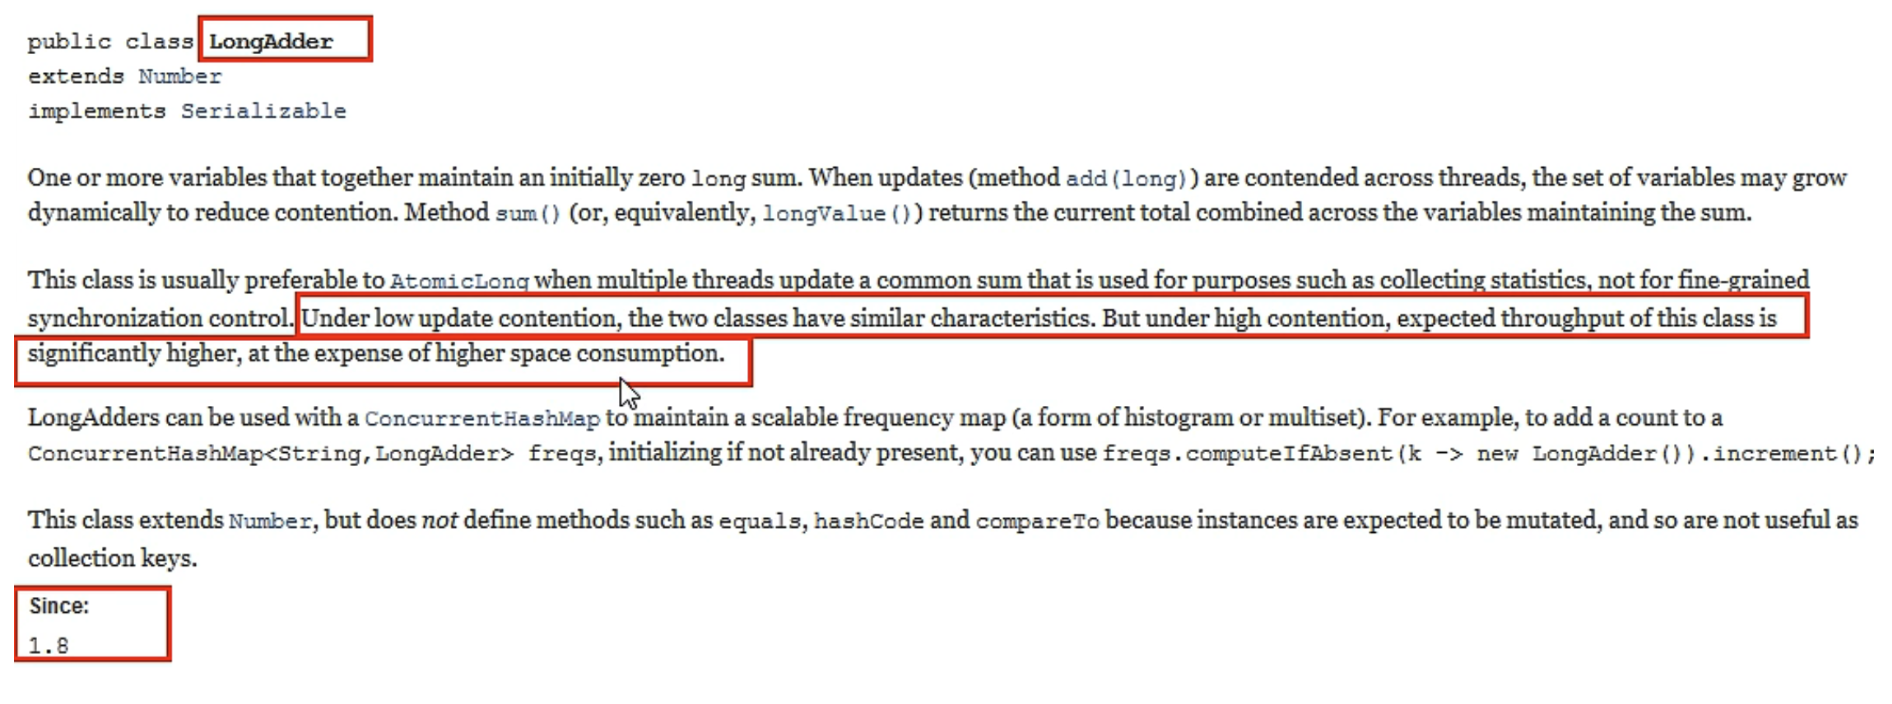 public class LongAdder
extends Number
implements Serializable
One or more variables that together maintain an initially zero long sum. When updates (method add(long)) are contended across threads, the set of variables may grow
dynamically to reduce contention. Method sum() (or, equivalently, longValue()) returns the current total combined across the variables maintaining the sum.
This class is usually preferable to AtomicLong when multiple threads update a common sum that is used for purposes such as collecting statistics, not for fine-grained
synchronization control. Under low update contention, the two classes have similar characteristics. But under high contention, expected throughput of this class is
significantly higher, at the expense of higher space consumption.
LongAdders can be used with a ConcurrentHashMap to maintain a scalable frequency map (a form of histogram or multiset). For example, to add a count to a
ConcurrentHashMap<String,LongAdder> freqs, initializing if not already present, you can use freqs.computeIfAbsent(k -> new LongAdder()).increment();
This class extends Number, but does not define methods such as equals, hashCode and compareTo because instances are expected to be mutated, and so are not useful as
collection keys.
Since:
1.8